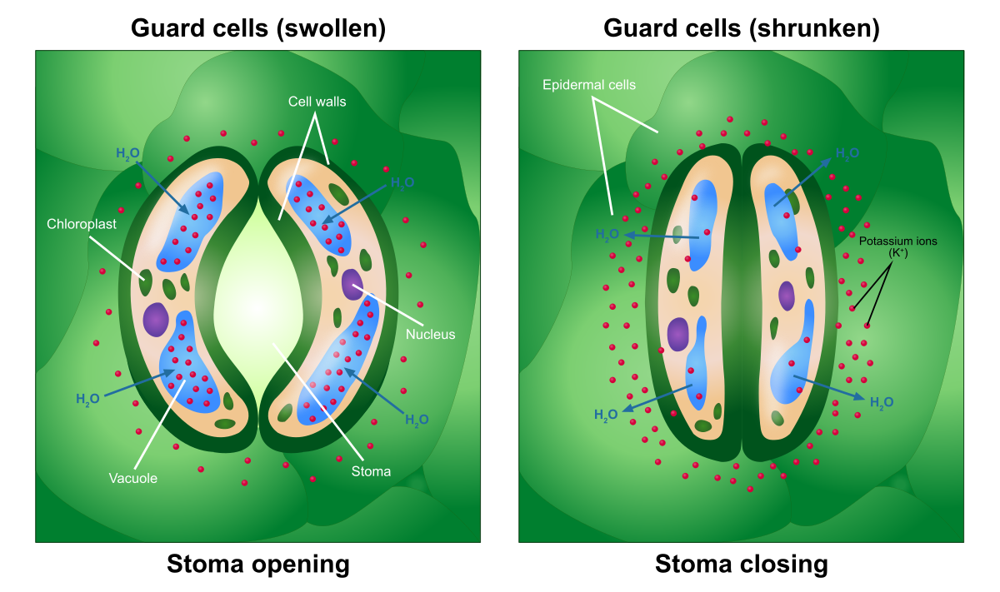 Guard cells (swollen)
Guard cells (shrunken)
Cell walls
H₂O
H₂O
Chloroplast
Nucleus
H₂O
H₂O
Vacuole
Stoma
Epidermal cells
H₂O
H₂O
Potassium ions
(K⁺)
H₂O
H₂O
Stoma opening
Stoma closing